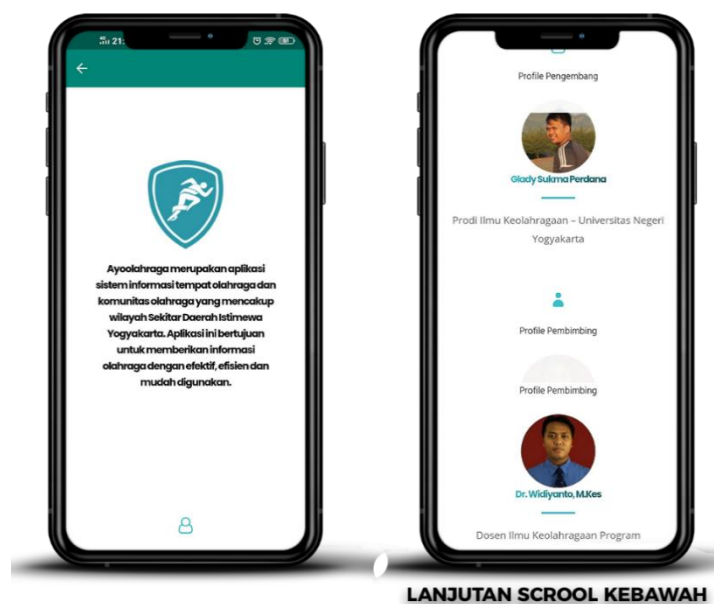 21:
Ayoolahraga merupakan aplikasi
sistem informasi tempat olahraga dan
komunitas olahraga yang mencakup
wilayah Sekitar Daerah Istimewa
Yogyakarta. Aplikasi ini bertujuan
untuk memberikan informasi
olahraga dengan efektif, efisien dan
mudah digunakan.
Profile Pengembang
Glady Sukma Perdana
Prodi Ilmu Keolahragaan – Universitas Negeri
Yogyakarta
Profile Pembimbing
Profile Pembimbing
Dr. Widiyanto, M.Kes
Dosen Ilmu Keolahragaan Program
LANJUTAN SCROOL KEBAWAH